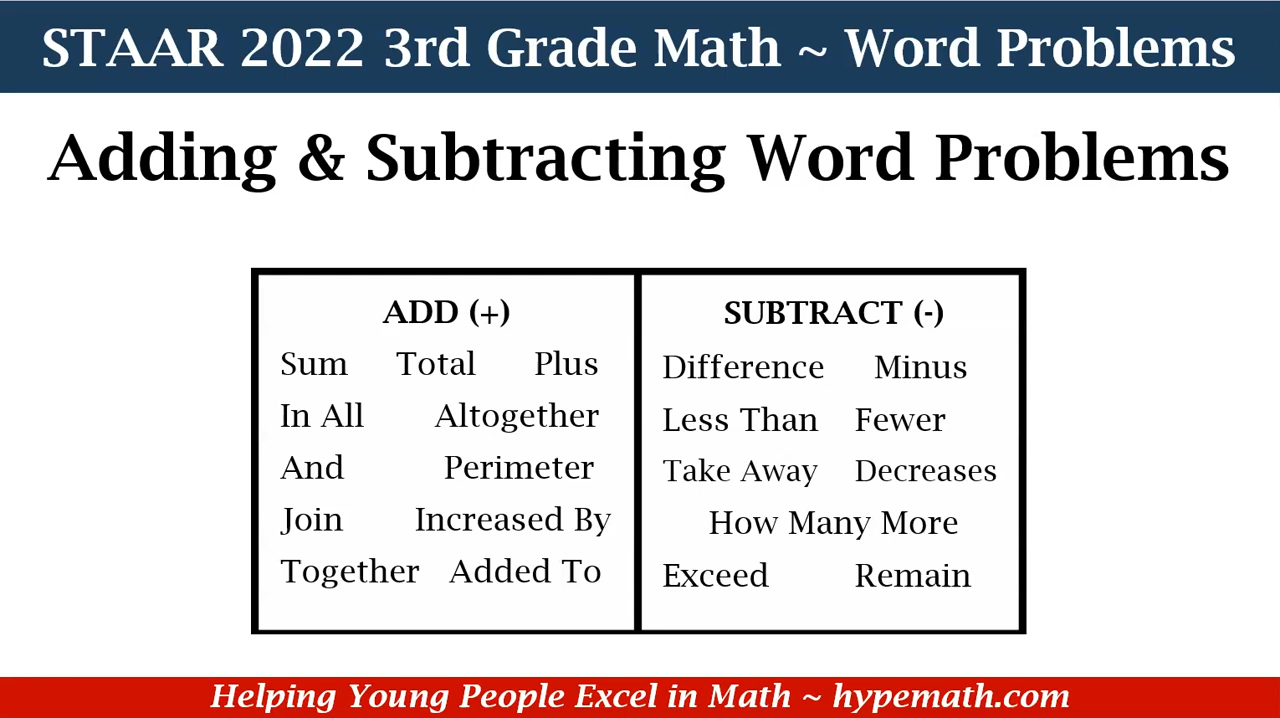 STAAR 2022 3rd Grade Math ~ Word Problems
Adding & Subtracting Word Problems
ADD (+)
Sum Total Plus
In All Altogether
And Perimeter
Join Increased By
Together Added To
SUBTRACT (-)
Difference Minus
Less Than Fewer
Take Away Decreases
How Many More
Exceed Remain
Helping Young People Excel in Math ~ hypemath.com